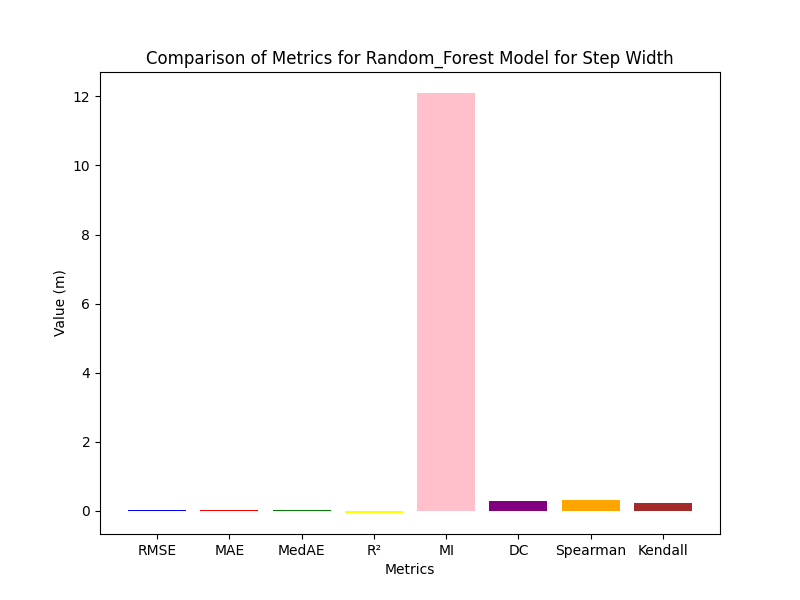 Comparison of Metrics for Random_Forest Model for Step Width
Value (m)
12
10
8
6
4
2
0
RMSE MAE MedAE R² MI DC Spearman Kendall
Metrics